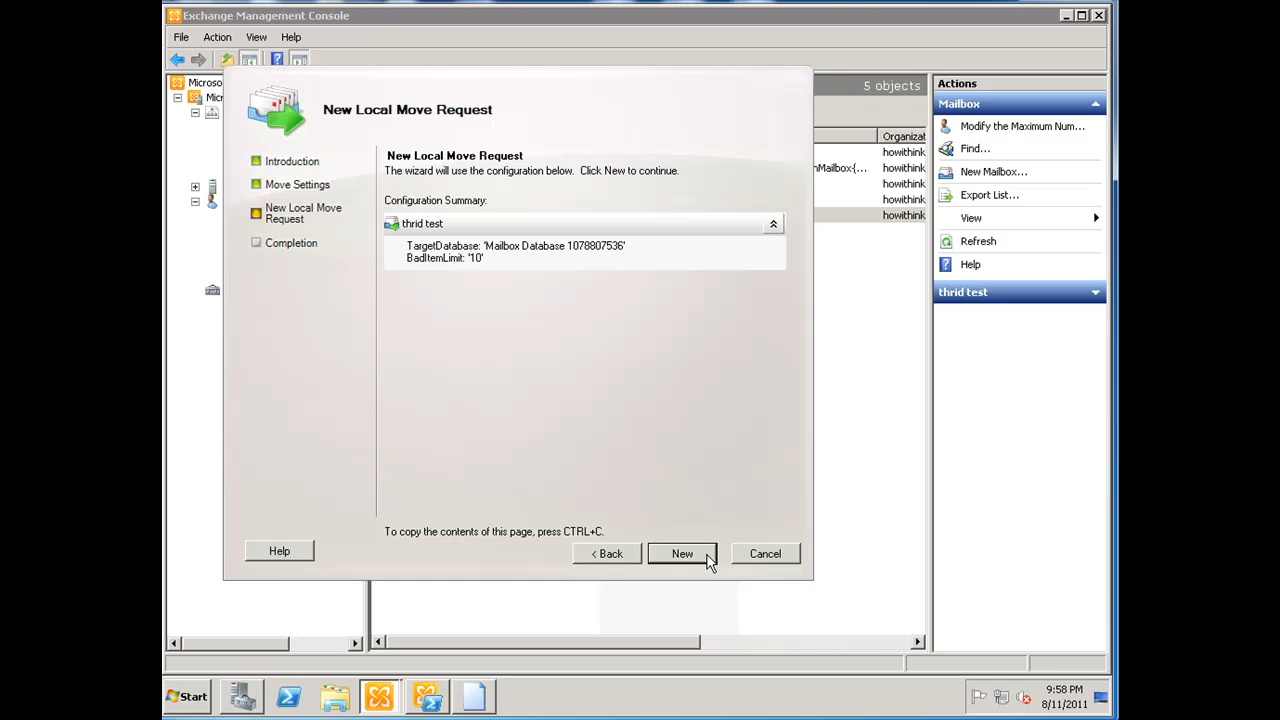 Exchange Management Console
File Action View Help
Microso
Micr
5 objects
Organizat
howithink
nMailbox{... howithink
howithink
howithink
howithink
New Local Move Request
Introduction
Move Settings
New Local Move
Request
Completion
New Local Move Request
The wizard will use the configuration below. Click New to continue.
Configuration Summary:
thrid test
TargetDatabase: 'Mailbox Database 1078807536'
BadItemLimit: '10'
To copy the contents of this page, press CTRL+C.
Help
< Back
New
Cancel
Actions
Mailbox
Modify the Maximum Num...
Find...
New Mailbox...
Export List...
View
Refresh
Help
thrid test
Start
9:58 PM
8/11/2011